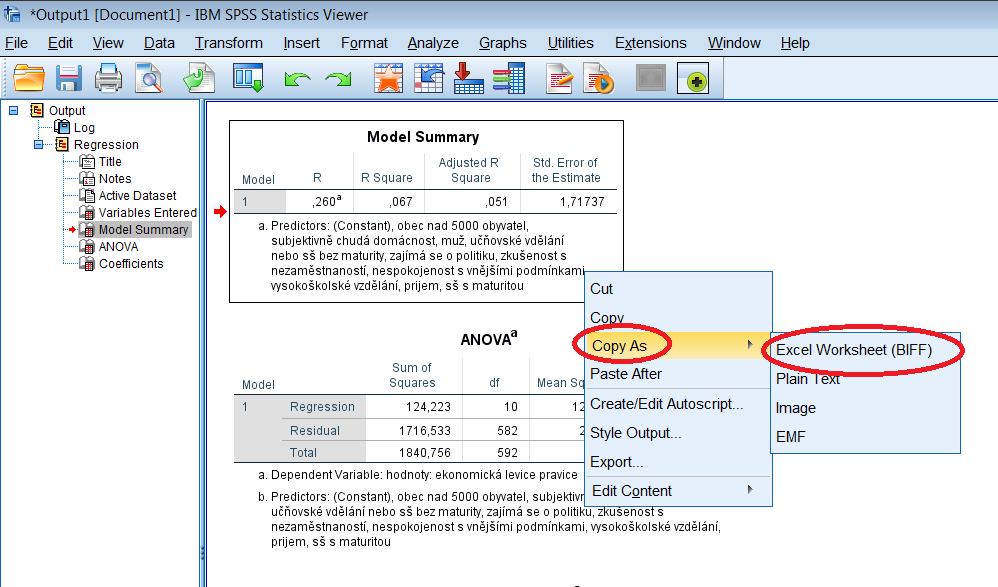 *Output1 [Document1] - IBM SPSS Statistics Viewer
File Edit View Data Transform Insert Format Analyze Graphs Utilities Extensions Window Help
Output
Log
Regression
Title
Notes
Active Dataset
Variables Entered
Model Summary
ANOVA
Coefficients
Model Summary
Model R R Square Adjusted R Square Std. Error of the Estimate
1 ,260a ,067 ,051 1,71737
a. Predictors: (Constant), obec nad 5000 obyvatel,
subjektivně chudá domácnost, muž, učňovské vdělání
nebo sš bez maturity, zajímá se o politiku, zkušenost s
nezaměstnaností, nespokojenost s vnějšími podmínkami,
vysokoškolské vzdělání, prijem, sš s maturitou
ANOVAa
Model Sum of Squares df Mean Sq
1 Regression 124,223 10 12
Residual 1716,533 582 2
Total 1840,756 592
a. Dependent Variable: hodnoty: ekonomická levice pravice
b. Predictors: (Constant), obec nad 5000 obyvatel, subjektivn
učňovské vdělání nebo sš bez maturity, zajímá se o politiku, zkušenost s
nezaměstnaností, nespokojenost s vnějšími podmínkami, vysokoškolské vzdělání,
prijem, sš s maturitou
Cut
Copy
Copy As
Paste After
Create/Edit Autoscript...
Style Output...
Export...
Edit Content
Excel Worksheet (BIFF)
Plain Text
Image
EMF